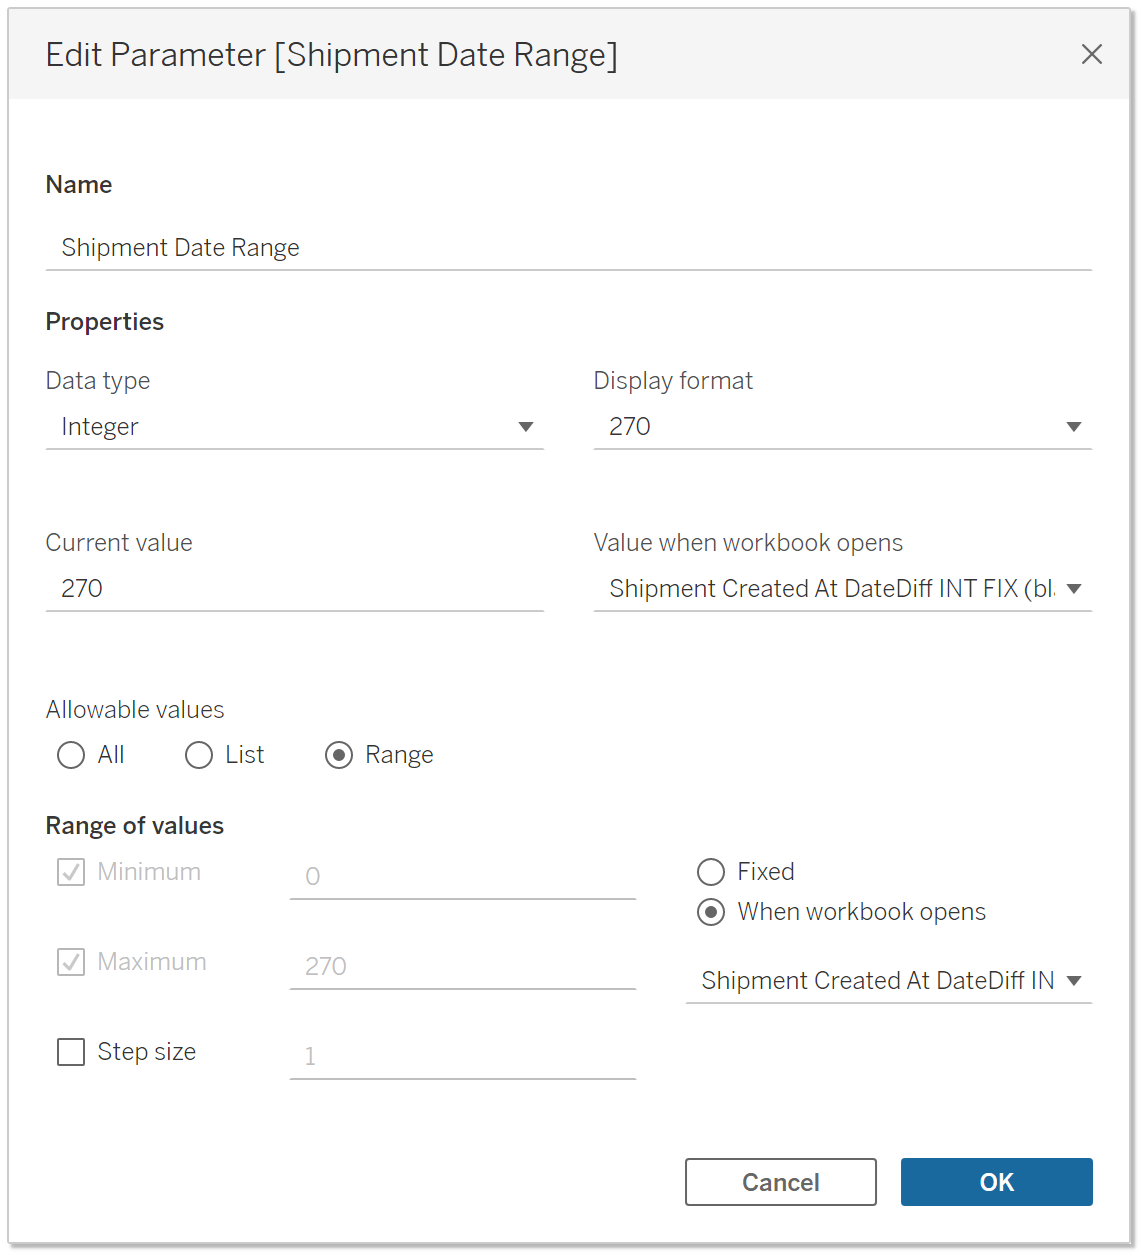 Edit Parameter [Shipment Date Range]
Name
Shipment Date Range
Properties
Data type
Display format
Integer
270
Current value
Value when workbook opens
270
Shipment Created At DateDiff INT FIX (bl
Allowable values
All
List
Range
Range of values
Minimum
0
Fixed
When workbook opens
Maximum
270
Shipment Created At DateDiff IN
Step size
1
Cancel
OK